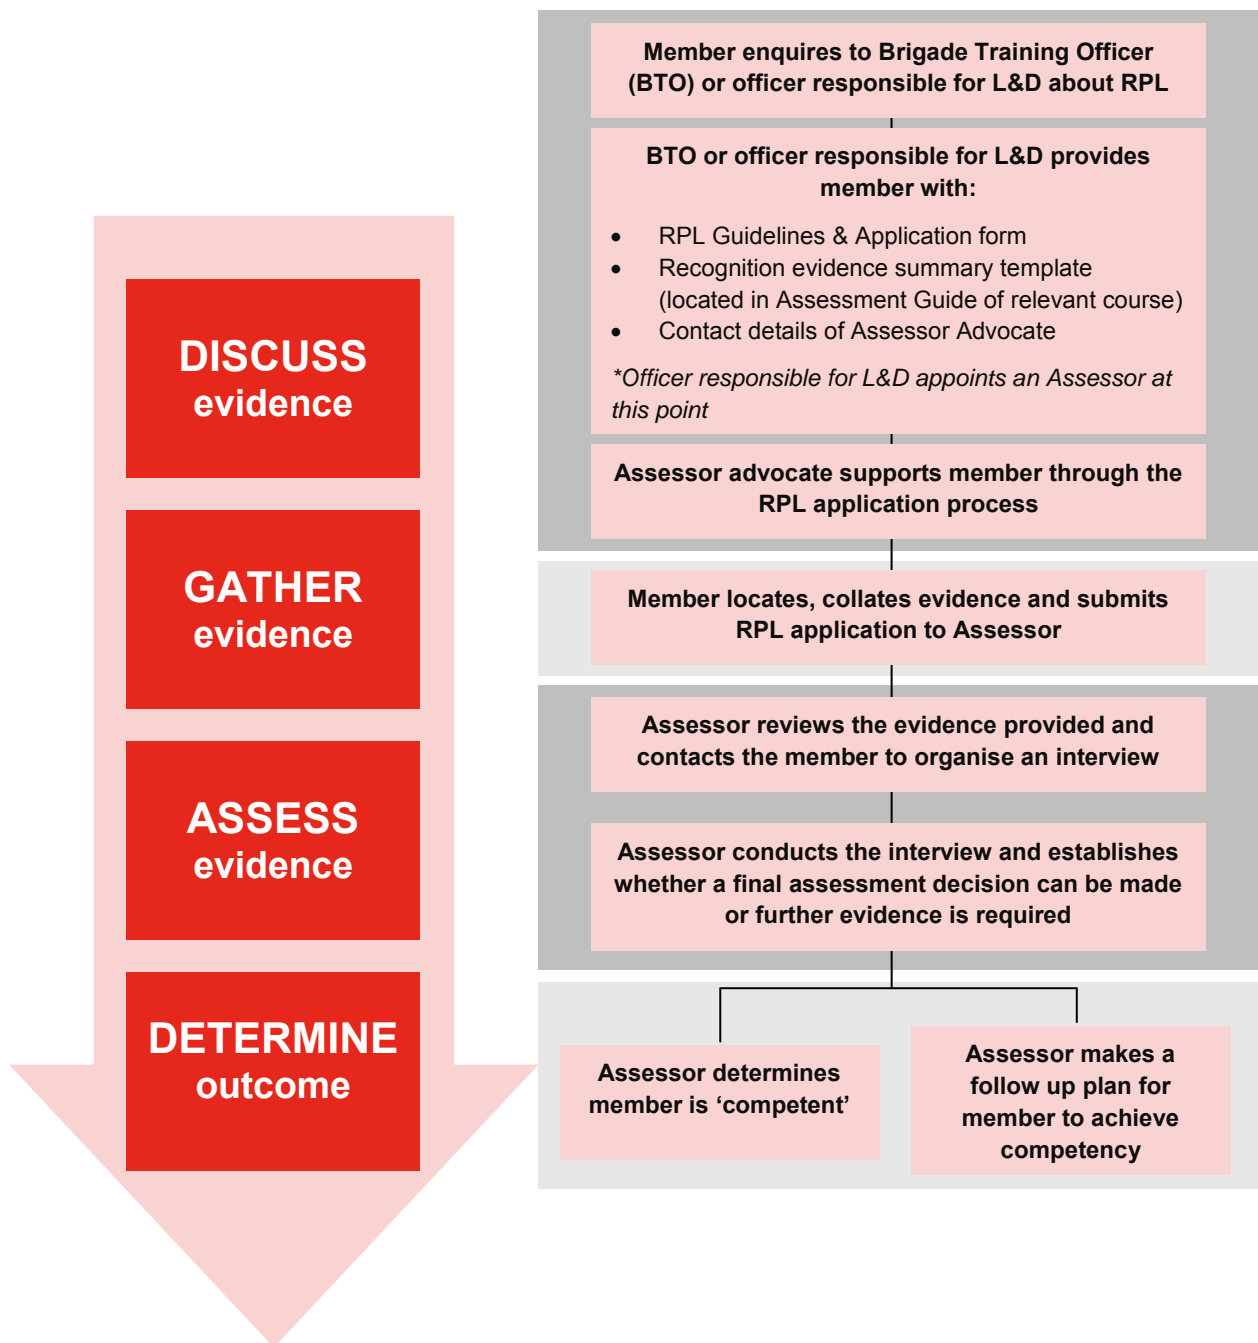 Member enquires to Brigade Training Officer
(BTO) or officer responsible for L&D about RPL
BTO or officer responsible for L&D provides
member with:
• RPL Guidelines & Application form
• Recognition evidence summary template
(located in Assessment Guide of relevant course)
• Contact details of Assessor Advocate
*Officer responsible for L&D appoints an Assessor at
this point
Assessor advocate supports member through the
RPL application process
DISCUSS
evidence
GATHER
evidence
Member locates, collates evidence and submits
RPL application to Assessor
ASSESS
evidence
Assessor reviews the evidence provided and
contacts the member to organise an interview
Assessor conducts the interview and establishes
whether a final assessment decision can be made
or further evidence is required
DETERMINE
outcome
Assessor determines
member is ‘competent’
Assessor makes a
follow up plan for
member to achieve
competency